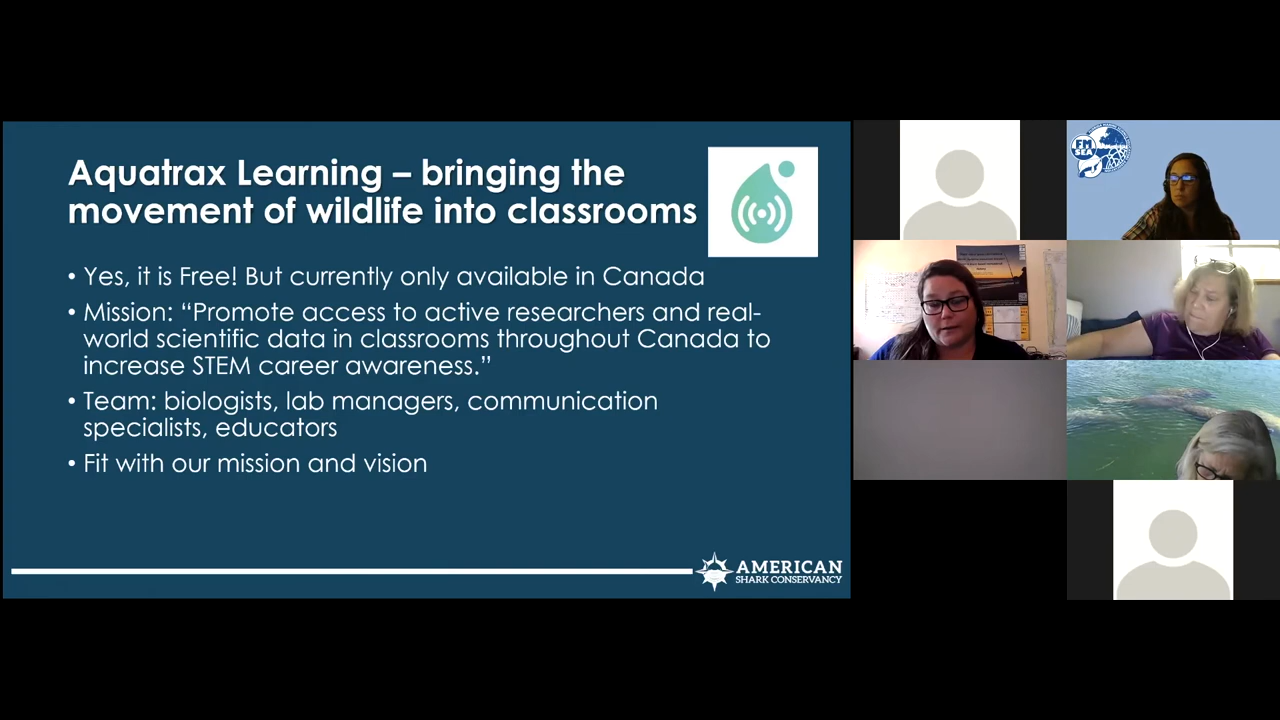 Aquatrax Learning – bringing the
movement of wildlife into classrooms
• Yes, it is Free! But currently only available in Canada
• Mission: “Promote access to active researchers and real-
world scientific data in classrooms throughout Canada to
increase STEM career awareness.”
• Team: biologists, lab managers, communication
specialists, educators
• Fit with our mission and vision
AMERICAN
SHARK CONSERVANCY
FM
SEA